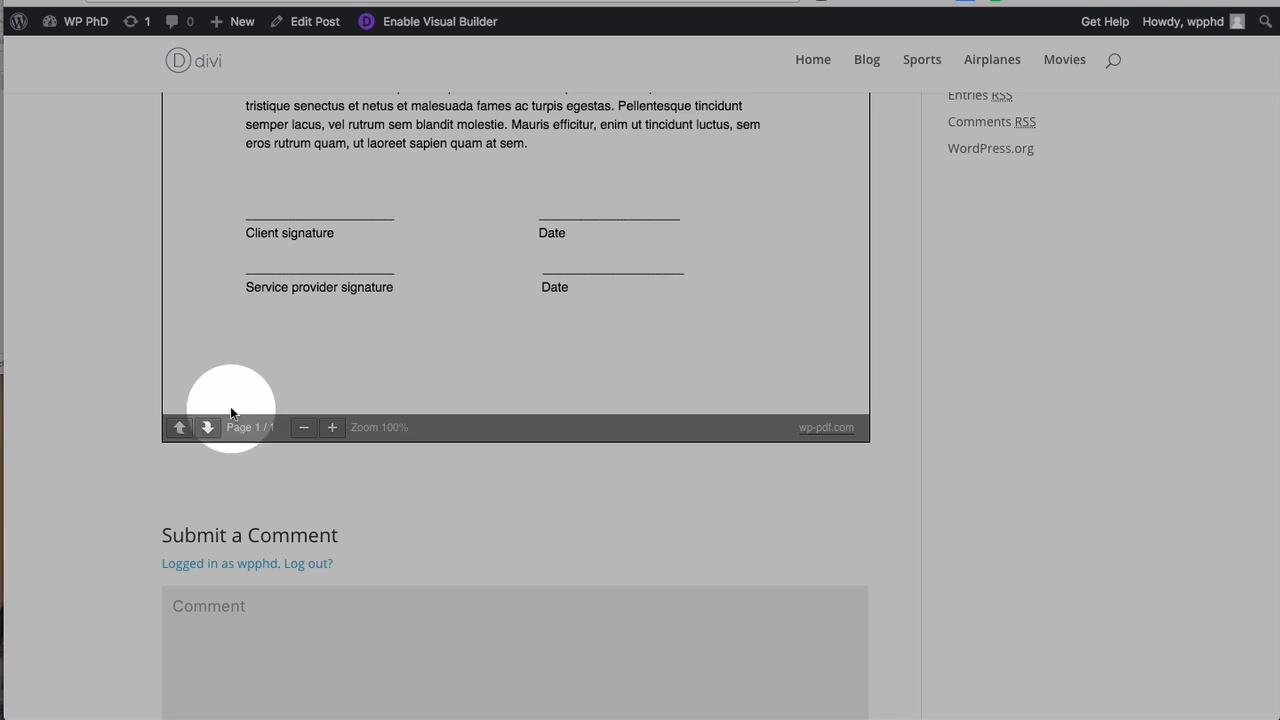 WP PhD 1 0 New Edit Post Enable Visual Builder Get Help Howdy, wpphd
D divi Home Blog Sports Airplanes Movies
Entries RSS
Comments RSS
WordPress.org
tristique senectus et netus et malesuada fames ac turpis egestas. Pellentesque tincidunt
semper lacus, vel rutrum sem blandit molestie. Mauris efficitur, enim ut tincidunt luctus, sem
eros rutrum quam, ut laoreet sapien quam at sem.
Client signature Date
Service provider signature Date
Page 1 / 1 Zoom 100% wp-pdf.com
Submit a Comment
Logged in as wpphd. Log out?
Comment